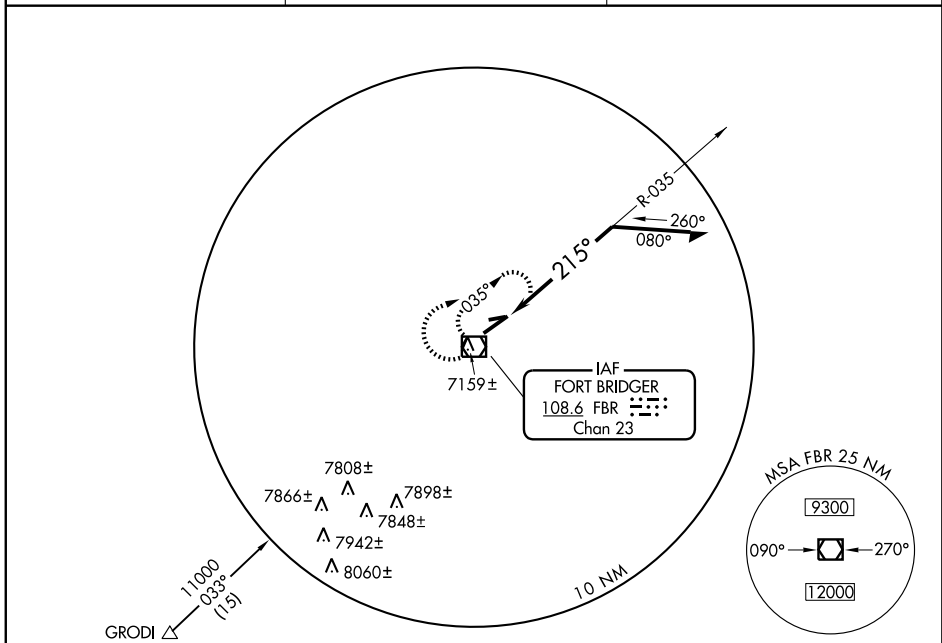 R-035
260°
080°
215°
035°
7159±
IAF
FORT BRIDGER
108.6 FBR
Chan 23
7808±
7866±
7898±
7848±
7942±
8060±
10 NM
11000
033°
(15)
GRODI
MSA FBR 25 NM
9300
090° 270°
12000